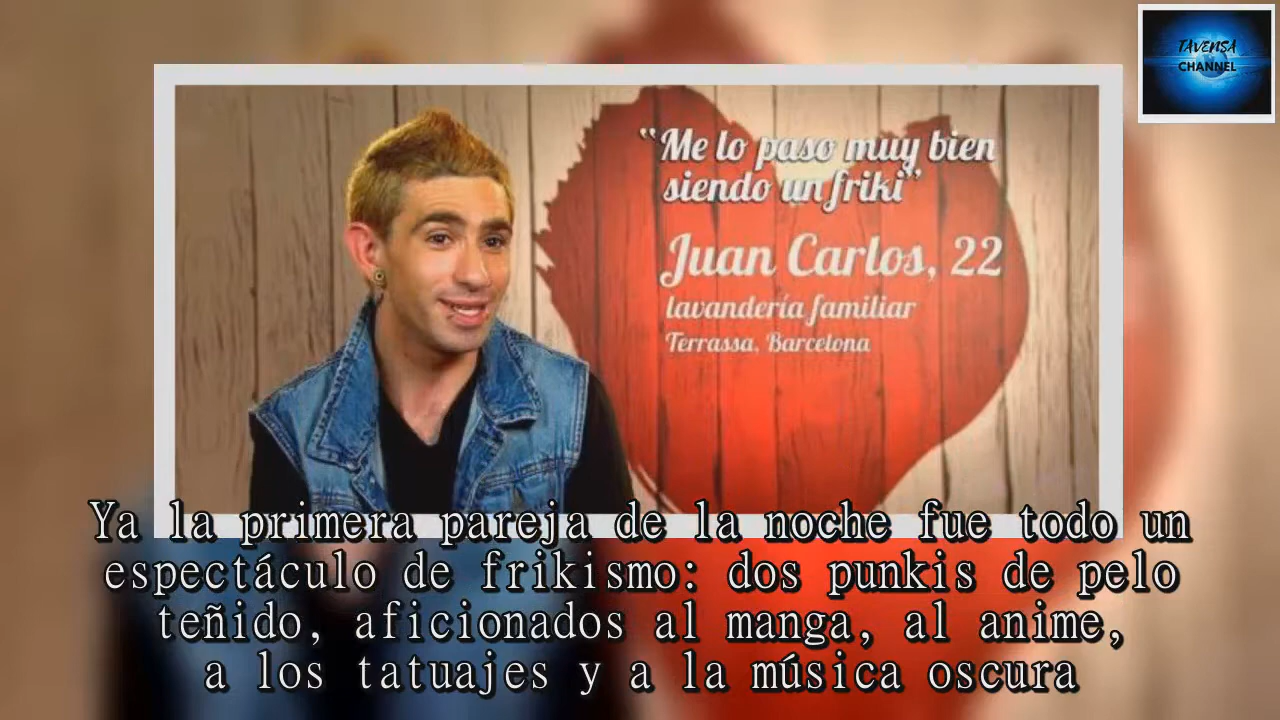 TAVENSA
CHANNEL
“Me lo paso muy bien
siendo un friki”
Juan Carlos, 22
lavandería familiar
Terrassa, Barcelona
Ya la primera pareja de la noche fue todo un
espectáculo de frikismo: dos punkis de pelo
teñido, aficionados al manga, al anime,
a los tatuajes y a la música oscura